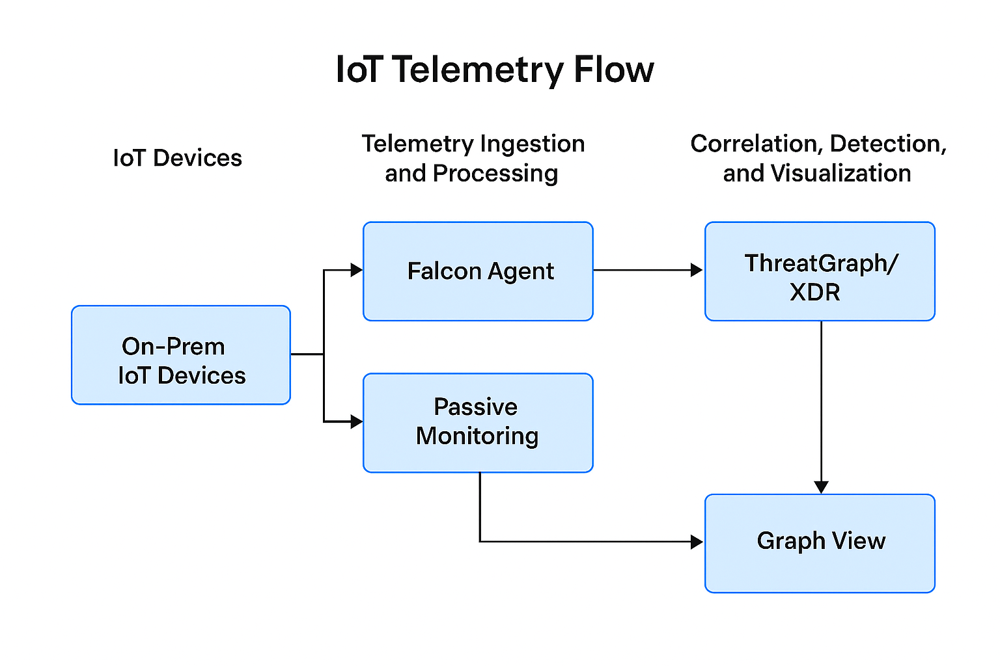 IoT Telemetry Flow
IoT Devices
Telemetry Ingestion
and Processing
Correlation, Detection,
and Visualization
On-Prem
IoT Devices
Falcon Agent
Passive
Monitoring
ThreatGraph/
XDR
Graph View